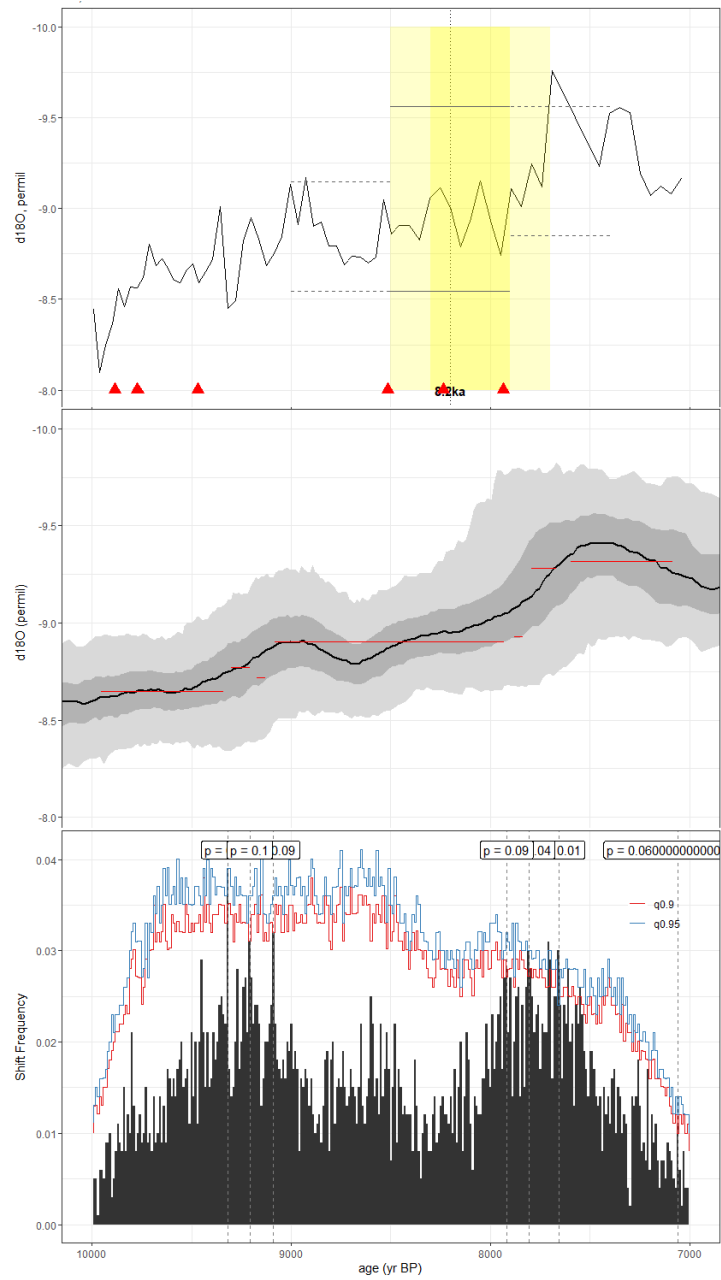 -10.0
-9.5
d18O, permil
-9.0
-8.5
-8.0
8.2ka
-10.0
-9.5
d18O (permil)
-9.0
-8.5
-8.0
p = p = 0.1 0.09 p = 0.09 .04 0.01 p = 0.060000000000
0.04
q0.9
q0.95
0.03
Shift Frequency
0.02
0.01
0.00
10000 9000 8000 7000
age (yr BP)